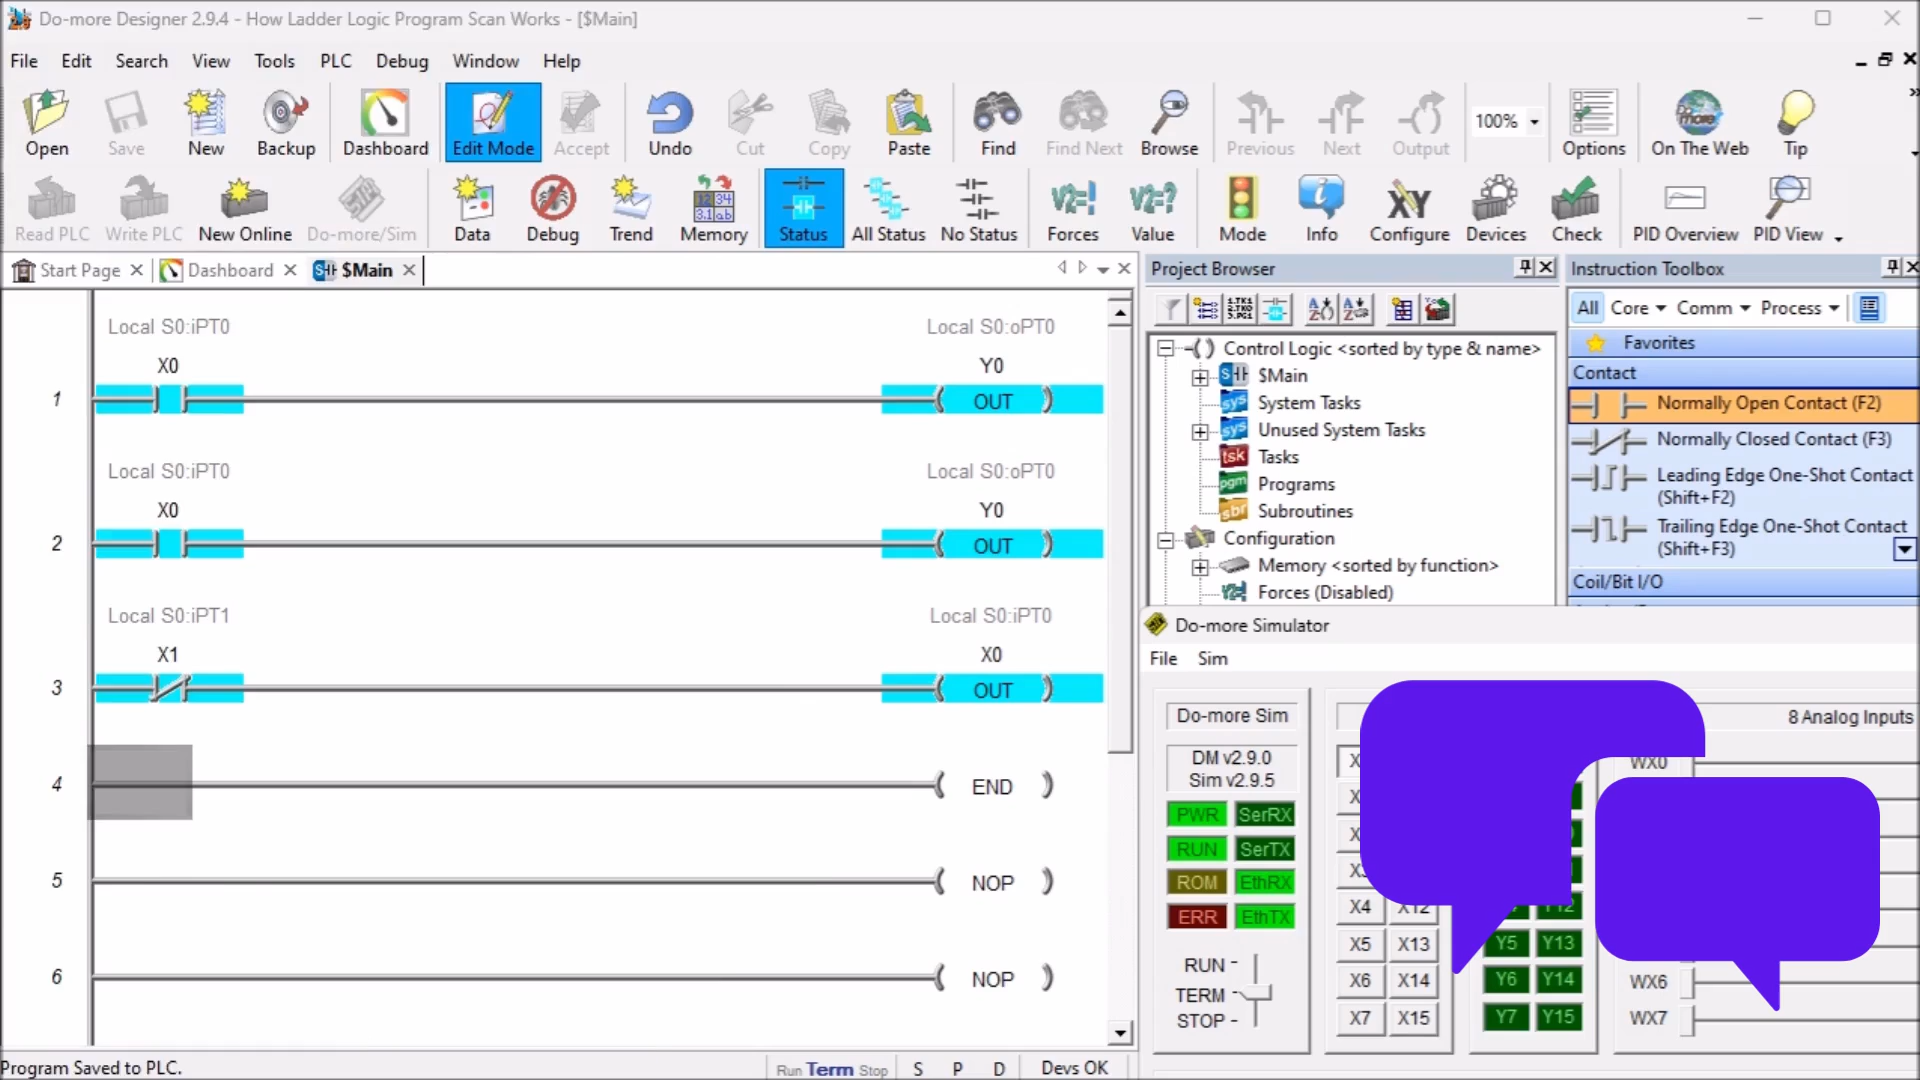 Do-more Designer 2.9.4 - How Ladder Logic Program Scan Works - [$Main]
File Edit Search View Tools PLC Debug Window Help
Open Save New Backup Dashboard Edit Mode Accept Undo Cut Copy Paste Find Find Next Browse Previous Next Output 100% Options On The Web Tip
Read PLC Write PLC New Online Do-more/Sim Data Debug Trend Memory Status All Status No Status Forces Value Mode Info Configure Devices Check PID Overview PID View
Start Page Dashboard $Main
Local S0:iPT0 Local S0:oPT0
X0 Y0
1 OUT
Local S0:iPT0 Local S0:oPT0
X0 Y0
2 OUT
Local S0:iPT1 Local S0:iPT0
X1 X0
3 OUT
4 END
5 NOP
6 NOP
Program Saved to PLC.
Run Term Stop S P D Devs OK
Project Browser
Control Logic <sorted by type & name>
$Main
System Tasks
Unused System Tasks
Tasks
Programs
Subroutines
Configuration
Memory <sorted by function>
Forces (Disabled)
Instruction Toolbox
All Core Comm Process
Favorites
Contact
Normally Open Contact (F2)
Normally Closed Contact (F3)
Leading Edge One-Shot Contact
(Shift+F2)
Trailing Edge One-Shot Contact
(Shift+F3)
Coil/Bit I/O
Do-more Simulator
File Sim
Do-more Sim
DM v2.9.0
Sim v2.9.5
PWR SerRX
RUN SerTX
ROM EthRX
ERR EthTX
RUN
TERM
STOP
8 Analog Inputs
WX0
X4 X12 Y12
X5 X13 Y5 Y13
X6 X14 Y6 Y14 WX6
X7 X15 Y7 Y15 WX7